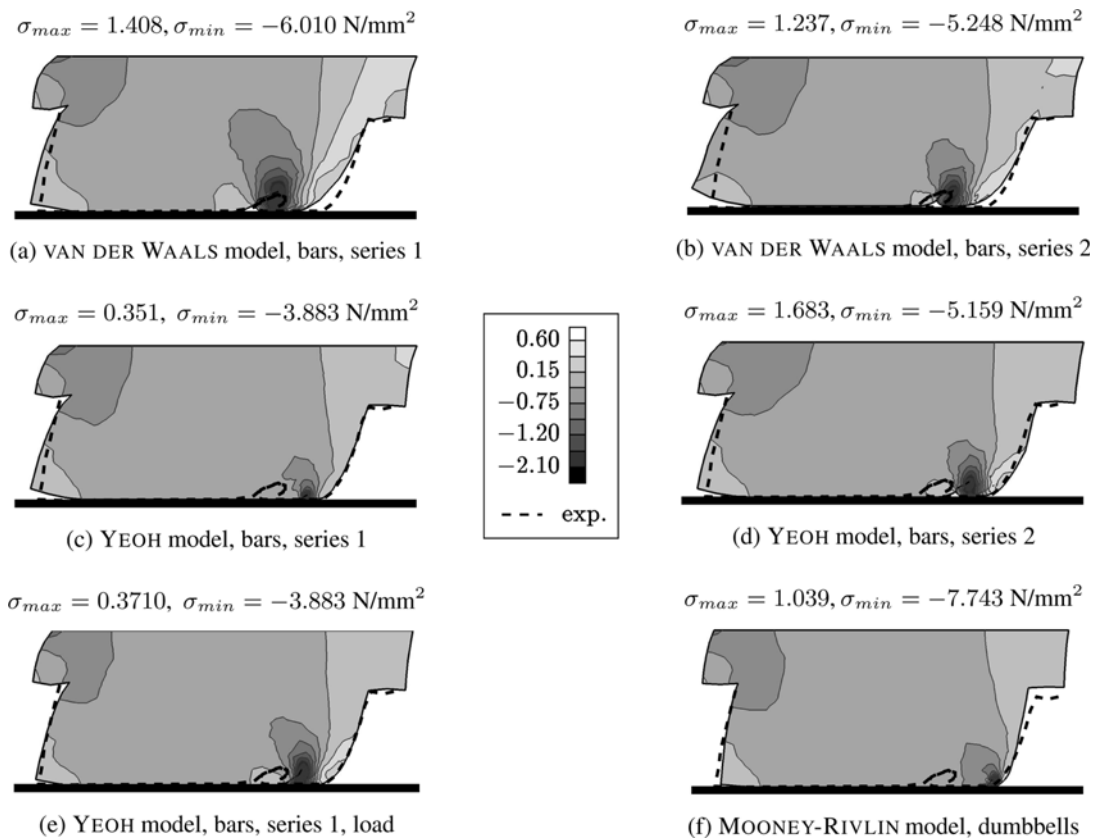 σmax = 1.408, σmin = −6.010 N/mm²
σmax = 1.237, σmin = −5.248 N/mm²
(a) VAN DER WAALS model, bars, series 1
(b) VAN DER WAALS model, bars, series 2
σmax = 0.351, σmin = −3.883 N/mm²
σmax = 1.683, σmin = −5.159 N/mm²
0.60
0.15
−0.75
−1.20
−2.10
exp.
(c) YEOH model, bars, series 1
(d) YEOH model, bars, series 2
σmax = 0.3710, σmin = −3.883 N/mm²
σmax = 1.039, σmin = −7.743 N/mm²
(e) YEOH model, bars, series 1, load
(f) MOONEY-RIVLIN model, dumbbells